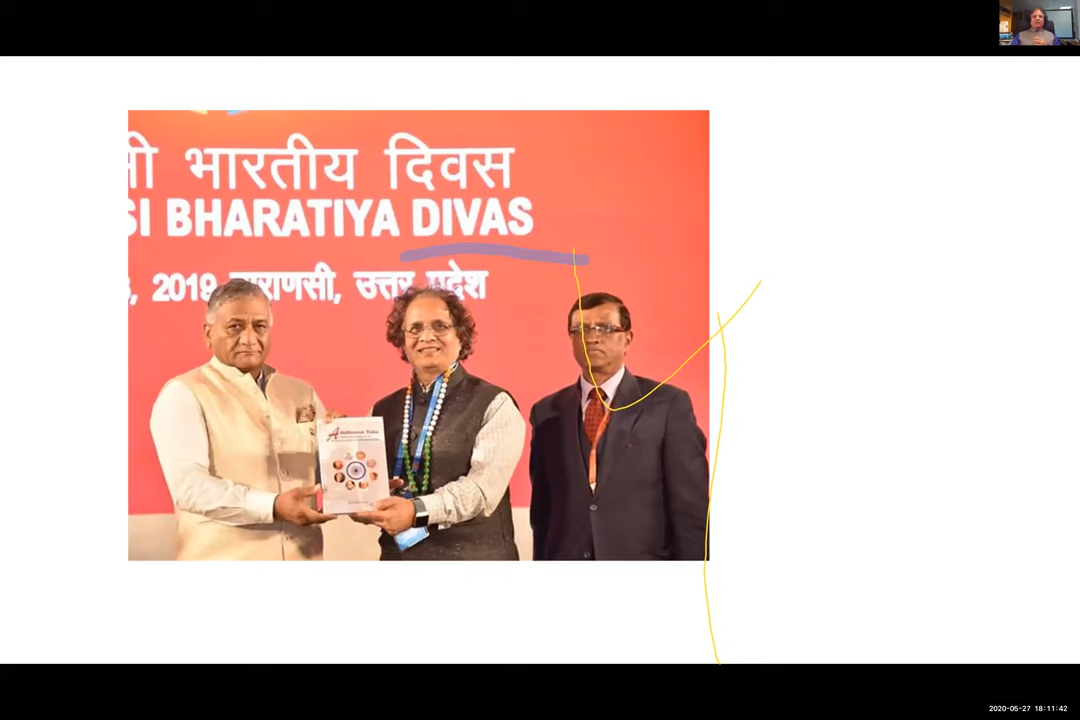 भारतीय दिवस
SI BHARATIYA DIVAS
, 2019 वाराणसी, उत्तर प्रदेश
2020-05-27 18:11:42